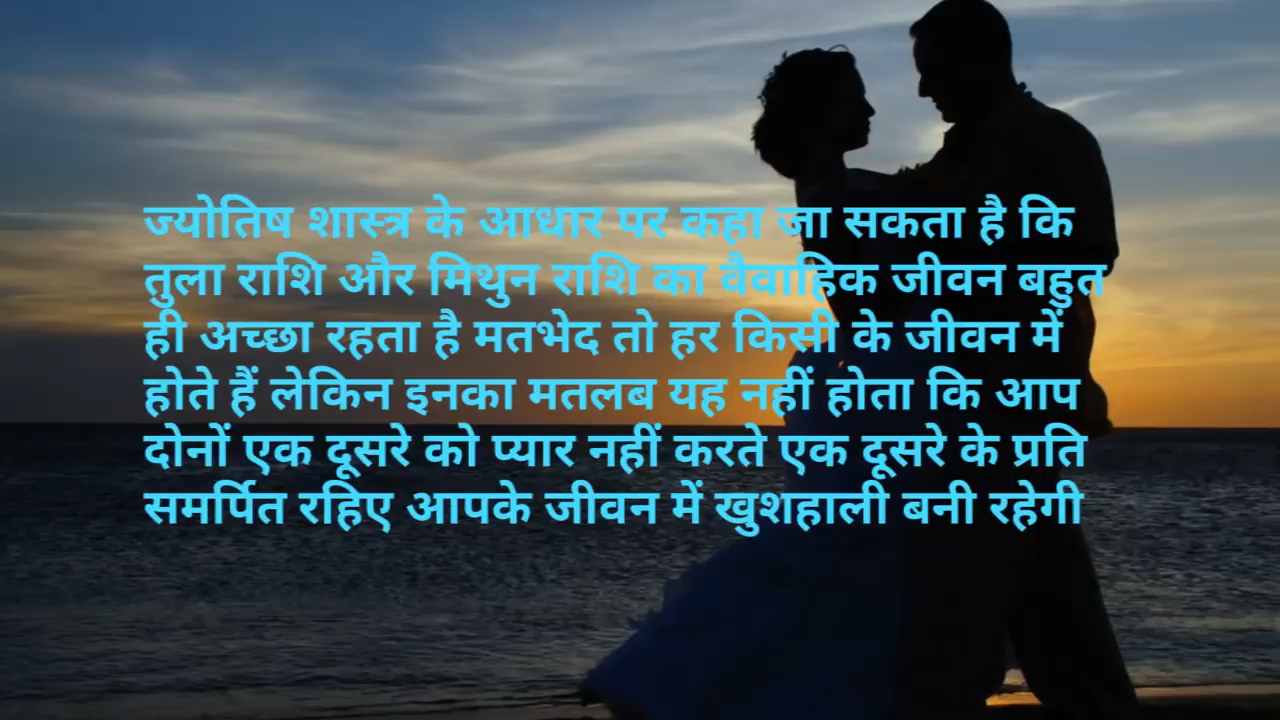 ज्योतिष शास्त्र के आधार पर कहा जा सकता है कि
तुला राशि और मिथुन राशि का वैवाहिक जीवन बहुत
ही अच्छा रहता है मतभेद तो हर किसी के जीवन में
होते हैं लेकिन इनका मतलब यह नहीं होता कि आप
दोनों एक दूसरे को प्यार नहीं करते एक दूसरे के प्रति
समर्पित रहिए आपके जीवन में खुशहाली बनी रहेगी